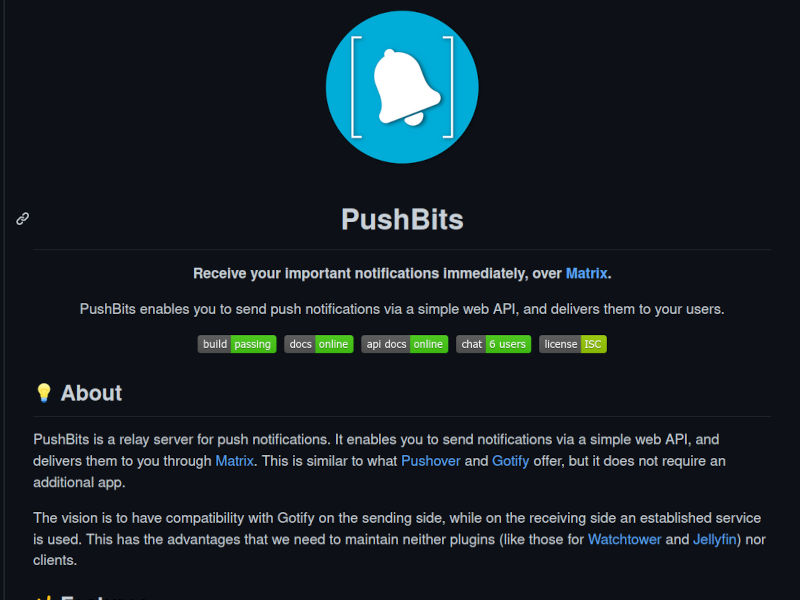 PushBits
Receive your important notifications immediately, over Matrix.
PushBits enables you to send push notifications via a simple web API, and delivers them to your users.
build passing docs online api docs online chat 6 users license ISC
About
PushBits is a relay server for push notifications. It enables you to send notifications via a simple web API, and
delivers them to you through Matrix. This is similar to what Pushover and Gotify offer, but it does not require an
additional app.
The vision is to have compatibility with Gotify on the sending side, while on the receiving side an established service
is used. This has the advantages that we need to maintain neither plugins (like those for Watchtower and Jellyfin) nor
clients.